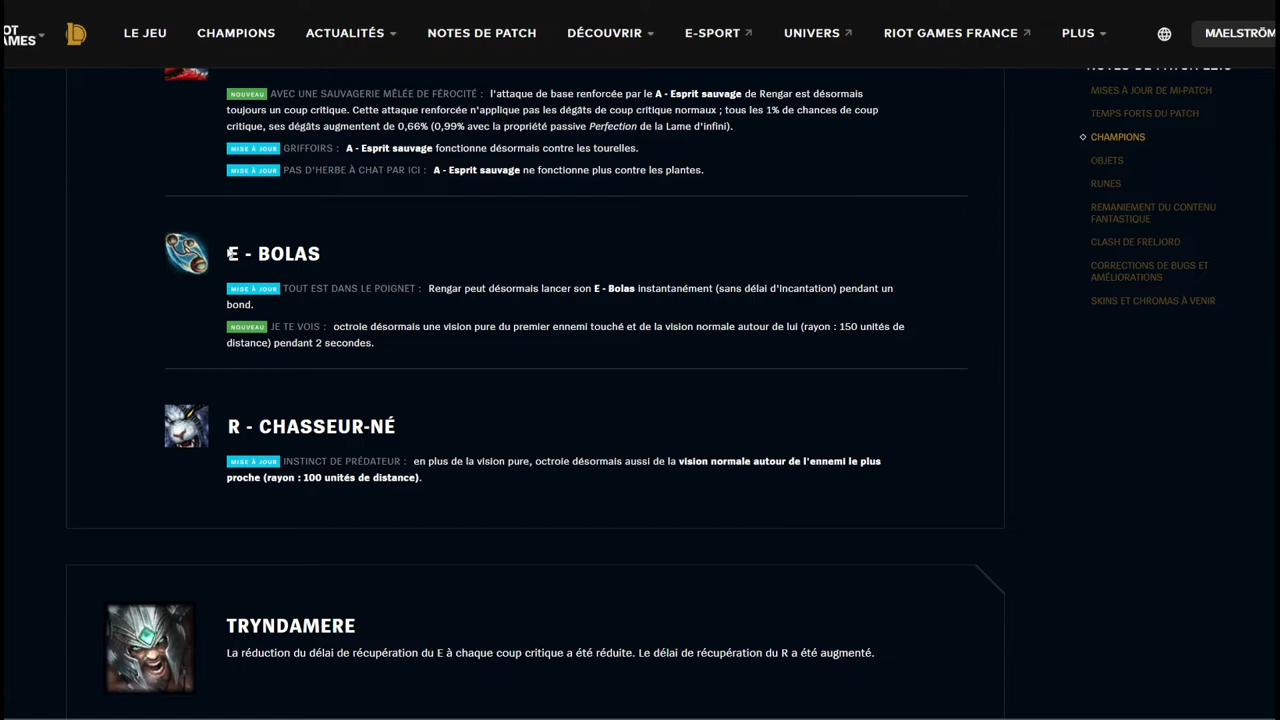 OT
AMES
LE JEU
CHAMPIONS
ACTUALITÉS
NOTES DE PATCH
DÉCOUVRIR
E-SPORT
UNIVERS
RIOT GAMES FRANCE
PLUS
MΛELSTRÖM
NOUVEAU AVEC UNE SAUVAGERIE MÊLÉE DE FÉROCITÉ : l'attaque de base renforcée par le A - Esprit sauvage de Rengar est désormais
toujours un coup critique. Cette attaque renforcée n'applique pas les dégâts de coup critique normaux ; tous les 1% de chances de coup
critique, ses dégâts augmentent de 0,66% (0,99% avec la propriété passive Perfection de la Lame d'infini).
MISE À JOUR GRIFFOIRS : A - Esprit sauvage fonctionne désormais contre les tourelles.
MISE À JOUR PAS D'HERBE À CHAT PAR ICI : A - Esprit sauvage ne fonctionne plus contre les plantes.
E - BOLAS
MISE À JOUR TOUT EST DANS LE POIGNET : Rengar peut désormais lancer son E - Bolas instantanément (sans délai d'incantation) pendant un
bond.
NOUVEAU JE TE VOIS : octroie désormais une vision pure du premier ennemi touché et de la vision normale autour de lui (rayon : 150 unités de
distance) pendant 2 secondes.
R - CHASSEUR-NÉ
MISE À JOUR INSTINCT DE PRÉDATEUR : en plus de la vision pure, octroie désormais aussi de la vision normale autour de l'ennemi le plus
proche (rayon : 100 unités de distance).
TRYNDAMERE
La réduction du délai de récupération du E à chaque coup critique a été réduite. Le délai de récupération du R a été augmenté.
MISES À JOUR DE MI-PATCH
TEMPS FORTS DU PATCH
CHAMPIONS
OBJETS
RUNES
REMANIEMENT DU CONTENU
FANTASTIQUE
CLASH DE FRELJORD
CORRECTIONS DE BUGS ET
AMÉLIORATIONS
SKINS ET CHROMAS À VENIR